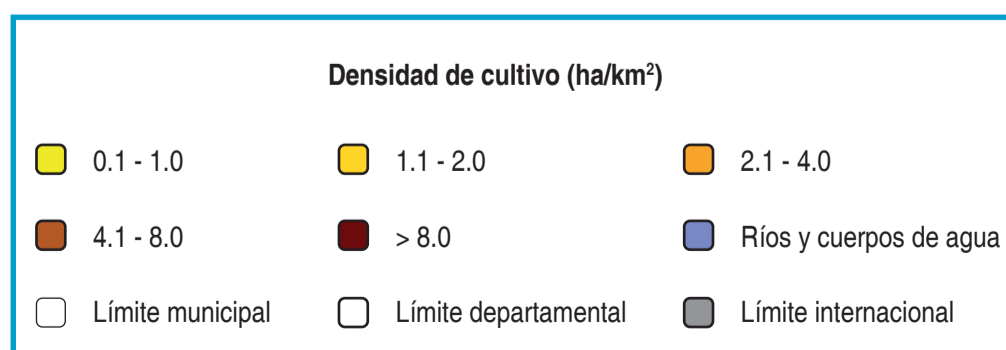 Densidad de cultivo (ha/km²)
0.1 - 1.0
1.1 - 2.0
2.1 - 4.0
4.1 - 8.0
> 8.0
Ríos y cuerpos de agua
Límite municipal
Límite departamental
Límite internacional